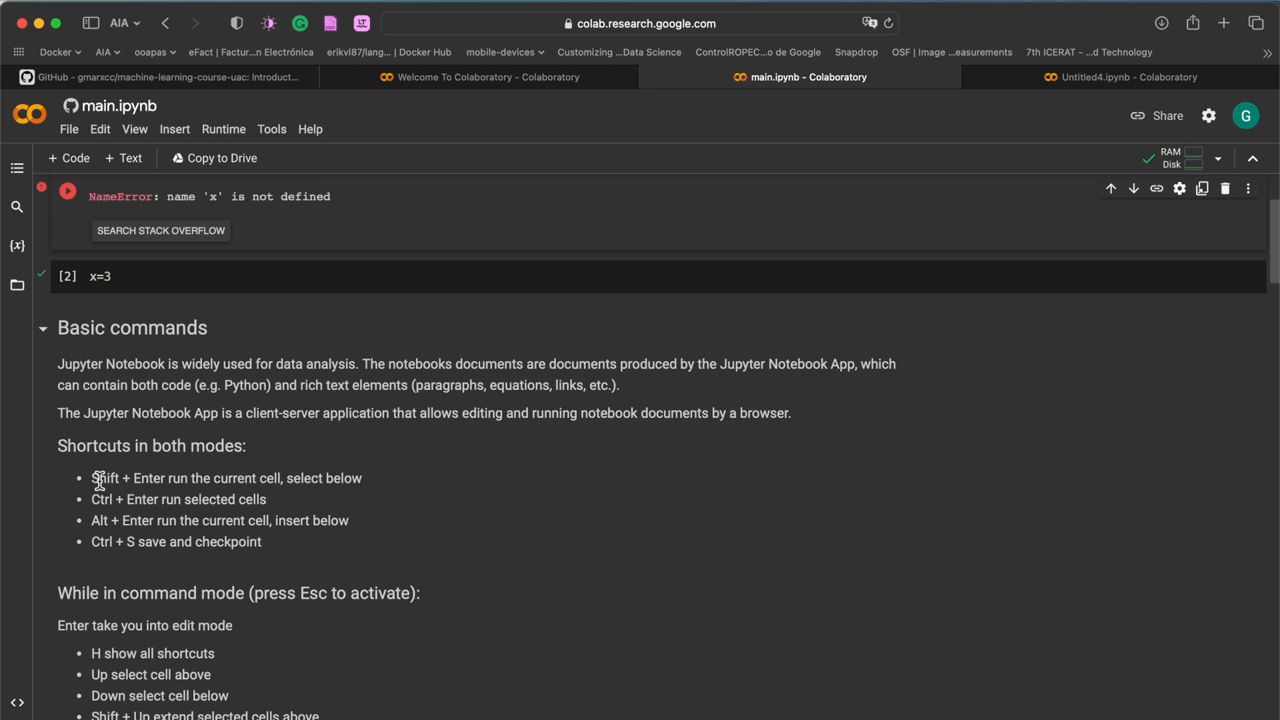 AIA
colab.research.google.com
Docker AIA ooapas eFact | Factur...n Electrónica erikvl87/lang... | Docker Hub mobile-devices Customizing ...Data Science ControlROPEC...o de Google Snapdrop OSF | Image ...easurements 7th ICERAT - ...d Technology
GitHub - gmarxcc/machine-learning-course-uac: Introduct... Welcome To Colaboratory - Colaboratory main.ipynb - Colaboratory Untitled4.ipynb - Colaboratory
main.ipynb
File Edit View Insert Runtime Tools Help
Share
G
+ Code + Text Copy to Drive
RAM
Disk
NameError: name 'x' is not defined
SEARCH STACK OVERFLOW
[2] x=3
Basic commands
Jupyter Notebook is widely used for data analysis. The notebooks documents are documents produced by the Jupyter Notebook App, which
can contain both code (e.g. Python) and rich text elements (paragraphs, equations, links, etc.).
The Jupyter Notebook App is a client-server application that allows editing and running notebook documents by a browser.
Shortcuts in both modes:
• Shift + Enter run the current cell, select below
• Ctrl + Enter run selected cells
• Alt + Enter run the current cell, insert below
• Ctrl + S save and checkpoint
While in command mode (press Esc to activate):
Enter take you into edit mode
• H show all shortcuts
• Up select cell above
• Down select cell below
• Shift + Up extend selected cells above